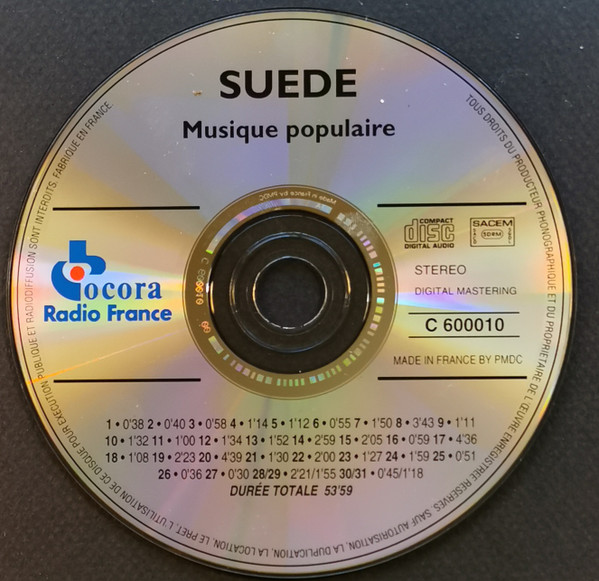 SUEDE
Musique populaire
ocora
Radio France
COMPACT
disc
DIGITAL AUDIO
SACEM
SDRM
STEREO
DIGITAL MASTERING
C 600010
MADE IN FRANCE BY PMDC
1 • 0'38 2 • 0'40 3 • 0'58 4 • 1'14 5 • 1'12 6 • 0'55 7 • 1'50 8 • 3'43 9 • 1'11
10 • 1'32 11 • 1'00 12 • 1'34 13 • 1'52 14 • 2'59 15 • 2'05 16 • 0'59 17 • 4'36
18 • 1'08 19 • 2'23 20 • 4'39 21 • 1'30 22 • 2'00 23 • 1'27 24 • 1'59 25 • 0'51
26 • 0'36 27 • 0'30 28/29 • 2'21/1'55 30/31 • 0'45/1'18
DURÉE TOTALE 53'59
TOUS DROITS DU PRODUCTEUR PHONOGRAPHIQUE ET DU PROPRIETAIRE DE L'ŒUVRE ENREGISTREE RESERVES. SAUF AUTORISATION, LA DUPLICATION, LA LOCATION, LE PRET, L'UTILISATION DE CE DISQUE POUR EXECUTION PUBLIQUE ET RADIODIFFUSION SONT INTERDITS. FABRIQUE EN FRANCE.
Made in France by PMDC